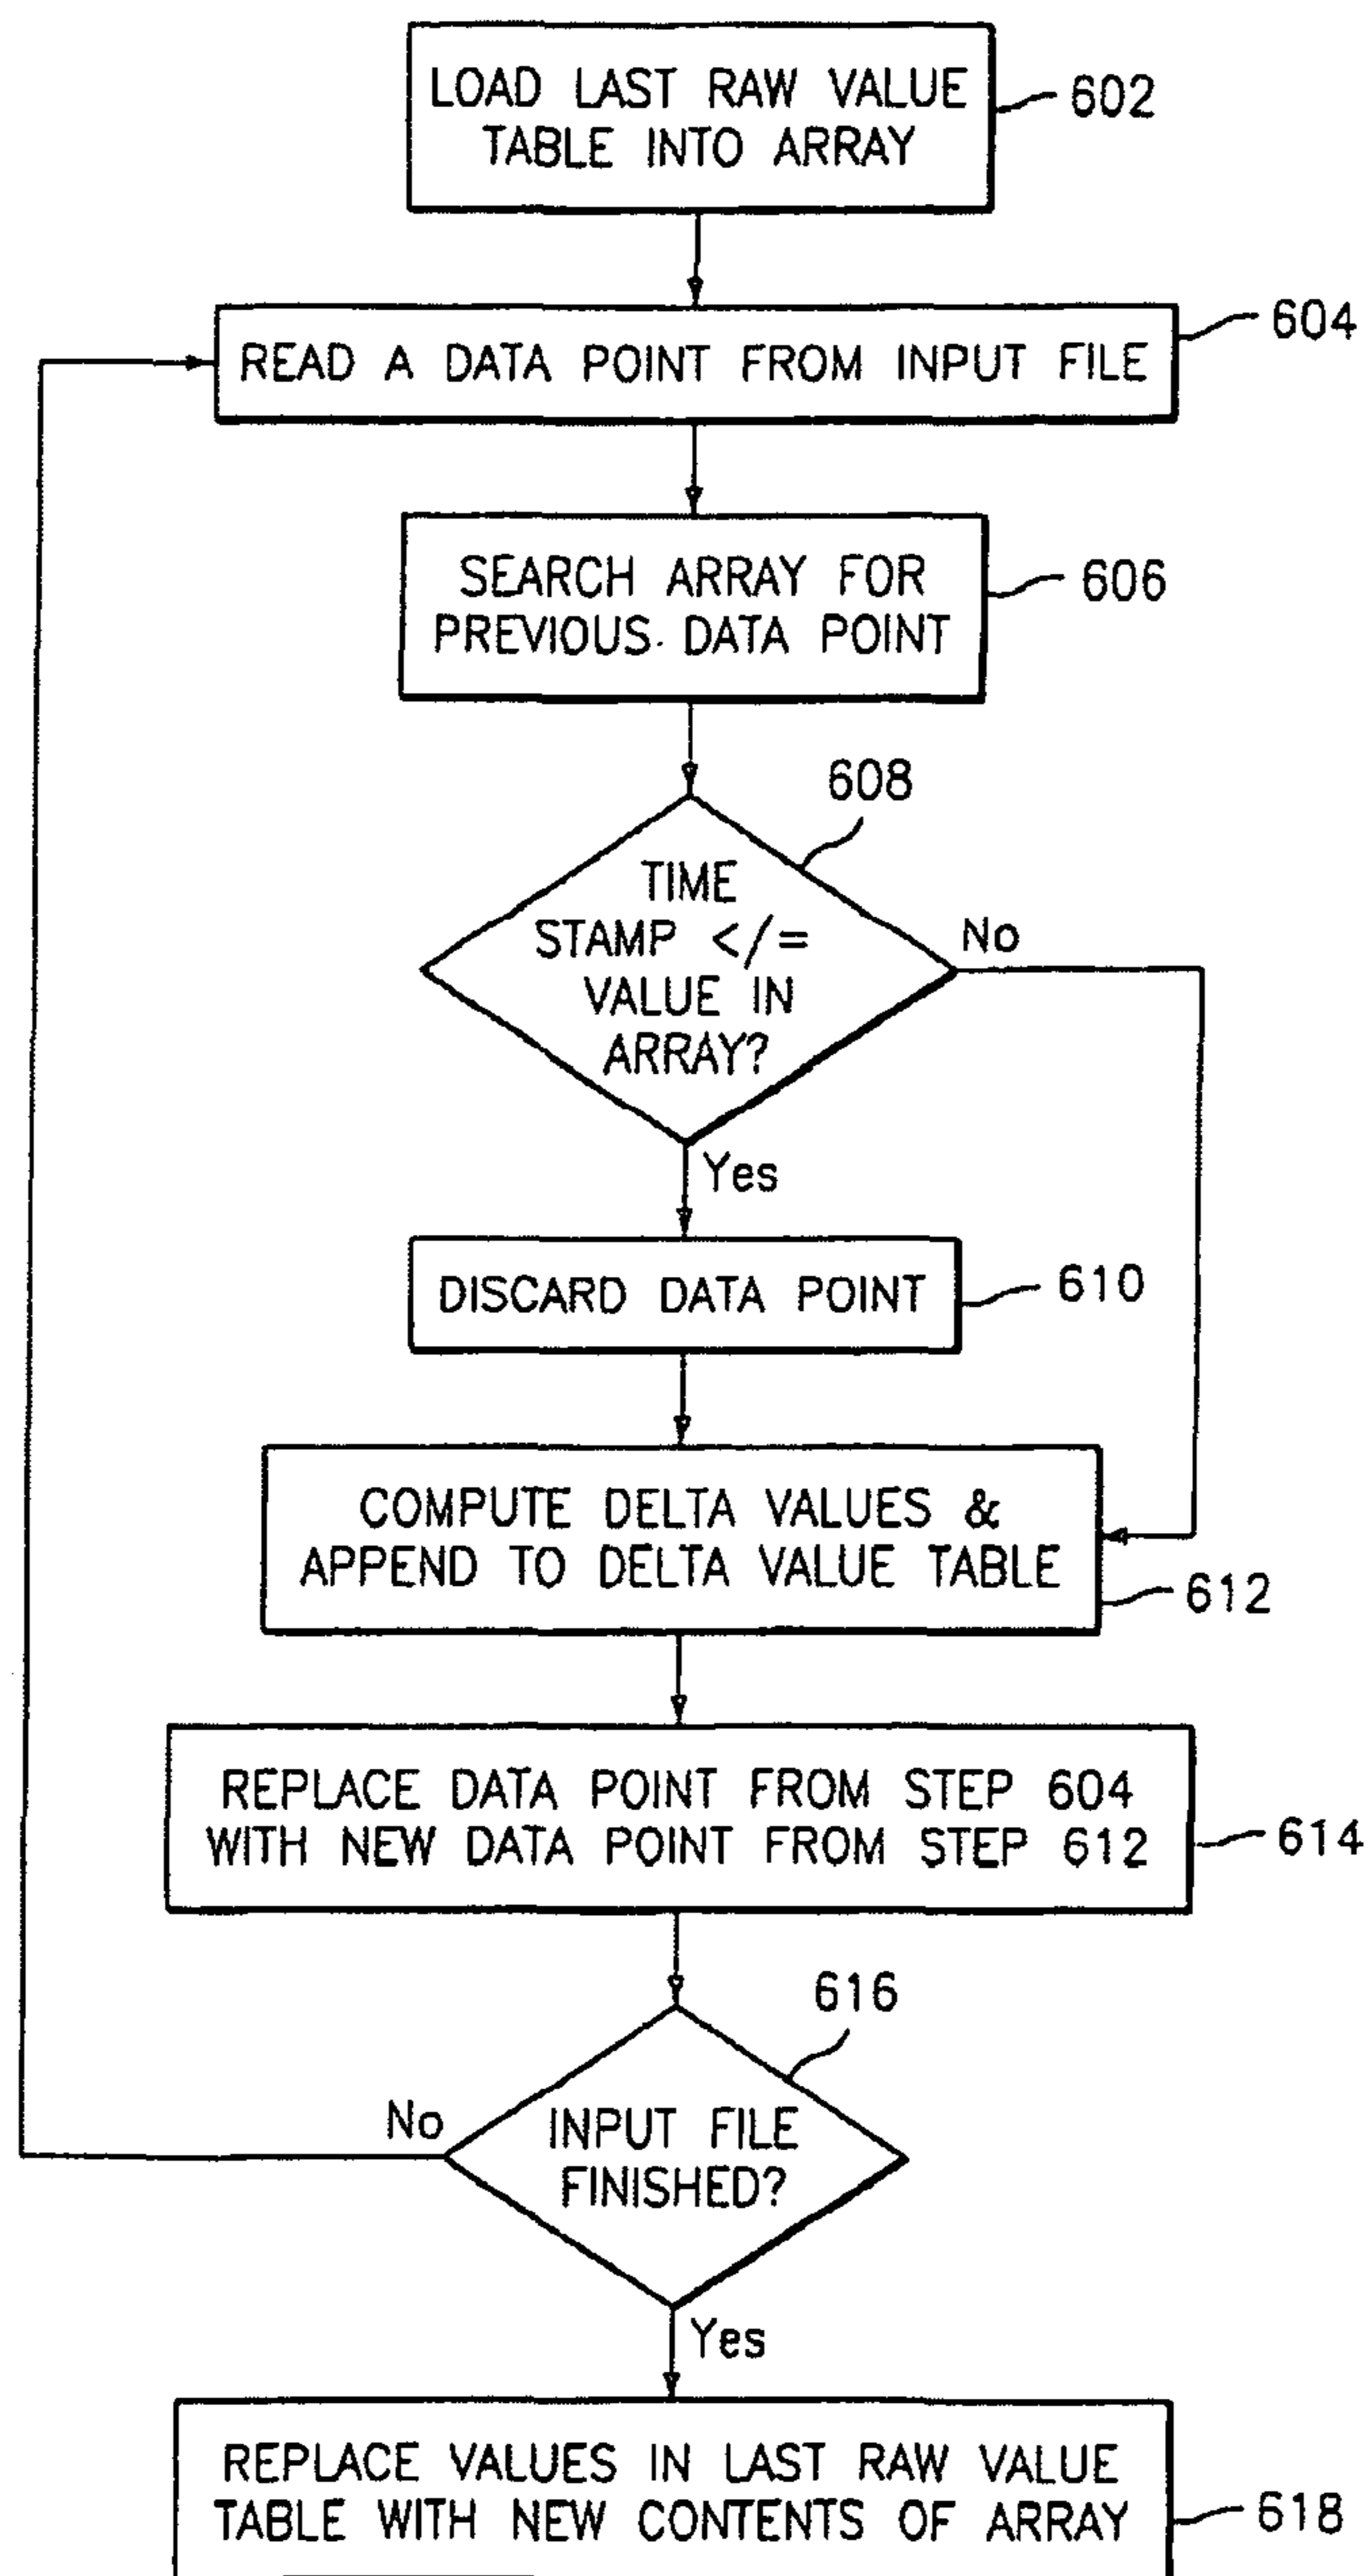 LOAD LAST RAW VALUE
TABLE INTO ARRAY
602
READ A DATA POINT FROM INPUT FILE
604
SEARCH ARRAY FOR
PREVIOUS DATA POINT
606
608
TIME
STAMP </=
VALUE IN
ARRAY?
No
Yes
DISCARD DATA POINT
610
COMPUTE DELTA VALUES &
APPEND TO DELTA VALUE TABLE
612
REPLACE DATA POINT FROM STEP 604
WITH NEW DATA POINT FROM STEP 612
614
616
INPUT FILE
FINISHED?
No
Yes
REPLACE VALUES IN LAST RAW VALUE
TABLE WITH NEW CONTENTS OF ARRAY
618